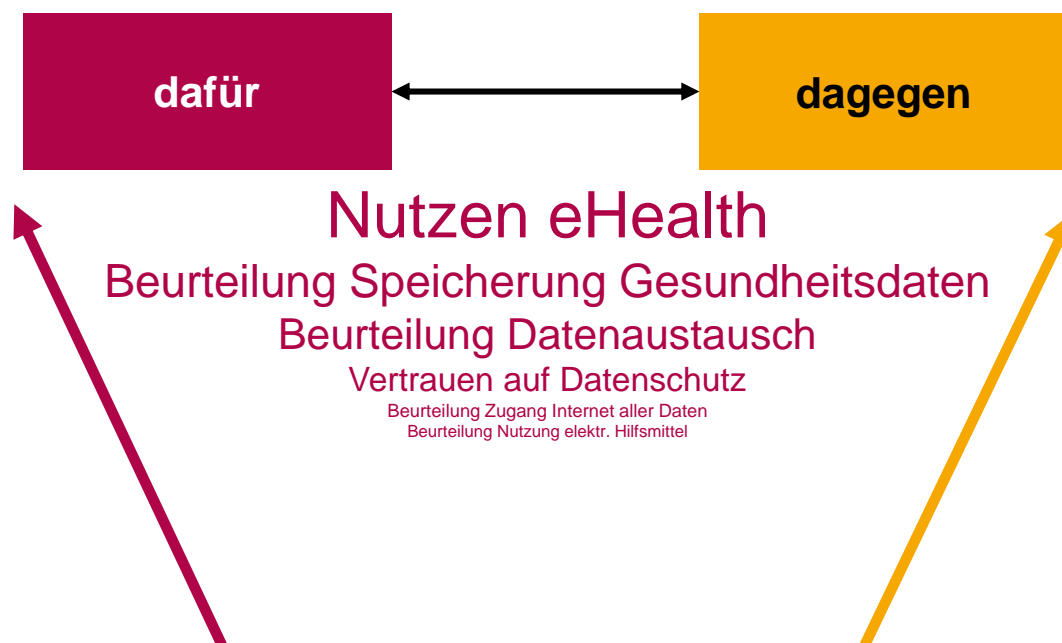 dafür
dagegen
Nutzen eHealth
Beurteilung Speicherung Gesundheitsdaten
Beurteilung Datenaustausch
Vertrauen auf Datenschutz
Beurteilung Zugang Internet aller Daten
Beurteilung Nutzung elektr. Hilfsmittel